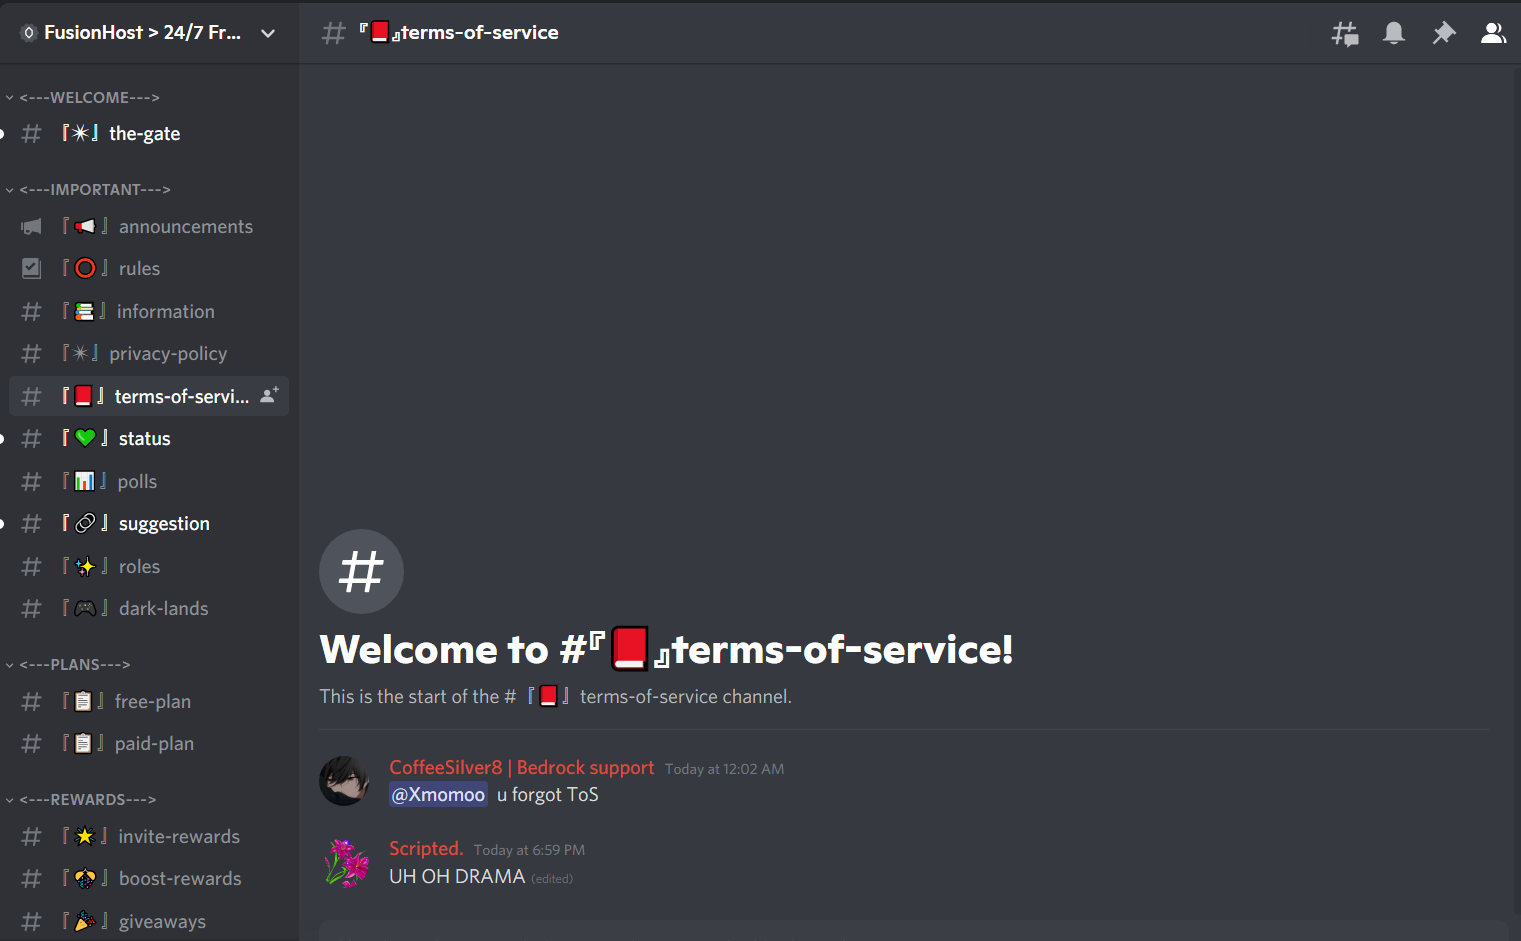 FusionHost > 24/7 Fr...
<---WELCOME--->
# 『✴』the-gate
<---IMPORTANT--->
『📢』announcements
『⭕』rules
# 『📚』information
# 『✴』privacy-policy
# 『📕』terms-of-servi...
# 『💚』status
# 『📊』polls
# 『🔗』suggestion
# 『✨』roles
# 『🎮』dark-lands
<---PLANS--->
# 『📋』free-plan
# 『📋』paid-plan
<---REWARDS--->
# 『🌟』invite-rewards
# 『🎊』boost-rewards
# 『🎉』giveaways
# 『📕』terms-of-service
#
Welcome to #『📕』terms-of-service!
This is the start of the #『📕』terms-of-service channel.
CoffeeSilver8 | Bedrock support Today at 12:02 AM
@Xmomoo u forgot ToS
Scripted. Today at 6:59 PM
UH OH DRAMA (edited)